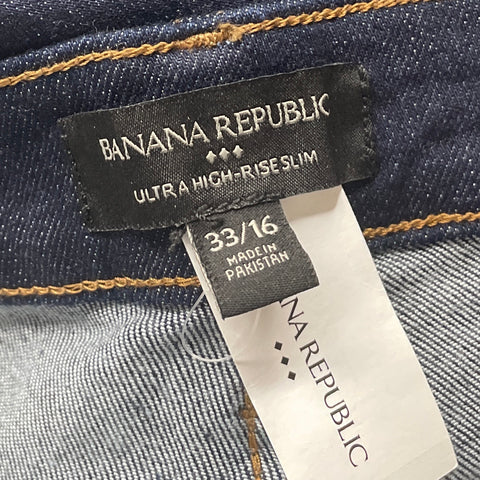 BANANA REPUBLIC
ULTRA HIGH-RISE SLIM
33/16
MADE IN
PAKISTAN
NA REPUBLIC